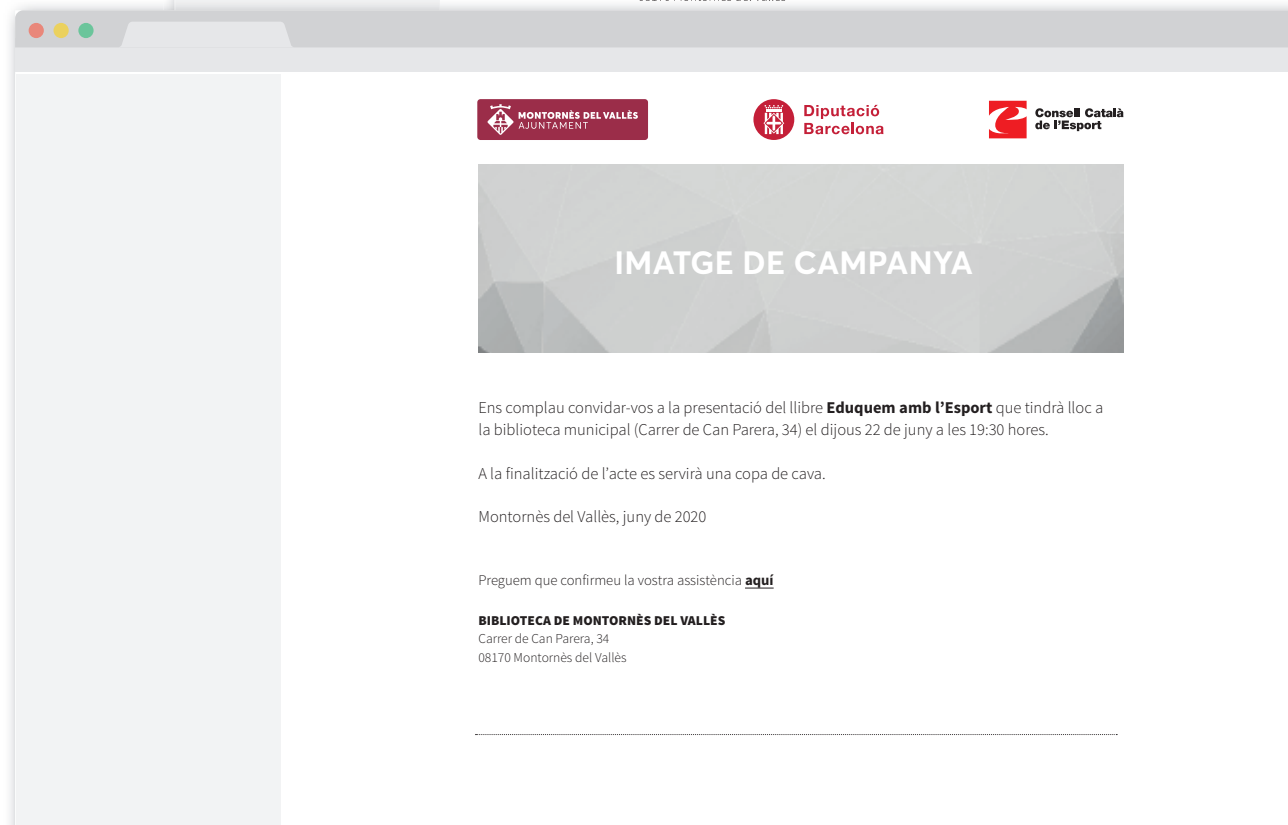 08170 Montornès del Vallès
MONTORNÈS DEL VALLÈS
AJUNTAMENT
Diputació
Barcelona
Consell Català
de l'Esport
IMATGE DE CAMPANYA
Ens complau convidar-vos a la presentació del llibre Eduquem amb l’Esport que tindrà lloc a
la biblioteca municipal (Carrer de Can Parera, 34) el dijous 22 de juny a les 19:30 hores.
A la finalització de l’acte es servirà una copa de cava.
Montornès del Vallès, juny de 2020
Preguem que confirmeu la vostra assistència aquí
BIBLIOTECA DE MONTORNÈS DEL VALLÈS
Carrer de Can Parera, 34
08170 Montornès del Vallès